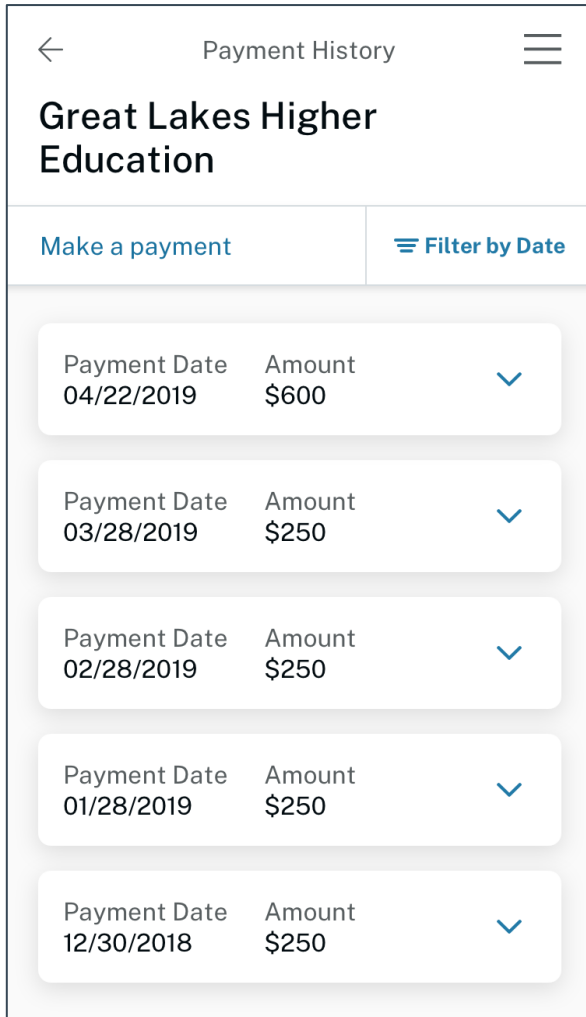 Payment History
Great Lakes Higher
Education
Make a payment
Filter by Date
Payment Date Amount
04/22/2019 $600
Payment Date Amount
03/28/2019 $250
Payment Date Amount
02/28/2019 $250
Payment Date Amount
01/28/2019 $250
Payment Date Amount
12/30/2018 $250